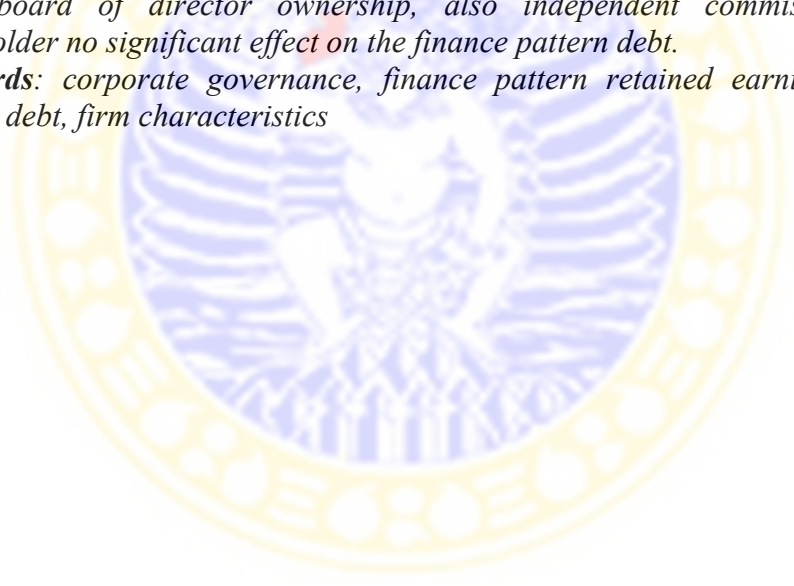 board of director ownership, also independent commis
older no significant effect on the finance pattern debt.
rds: corporate governance, finance pattern retained earni
debt, firm characteristics